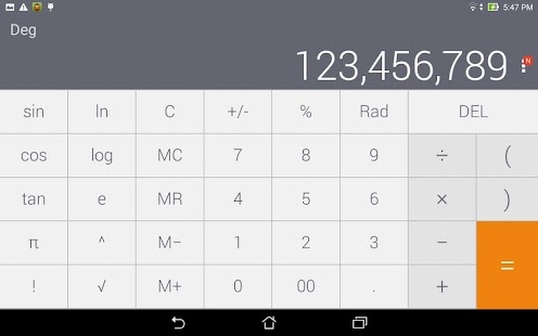 5:47 PM
Deg
123,456,789
N
sin ln C +/- % Rad DEL
cos log MC 7 8 9 ÷ (
tan e MR 4 5 6 × )
π ^ M− 1 2 3 −
=
! √ M+ 0 00 . +